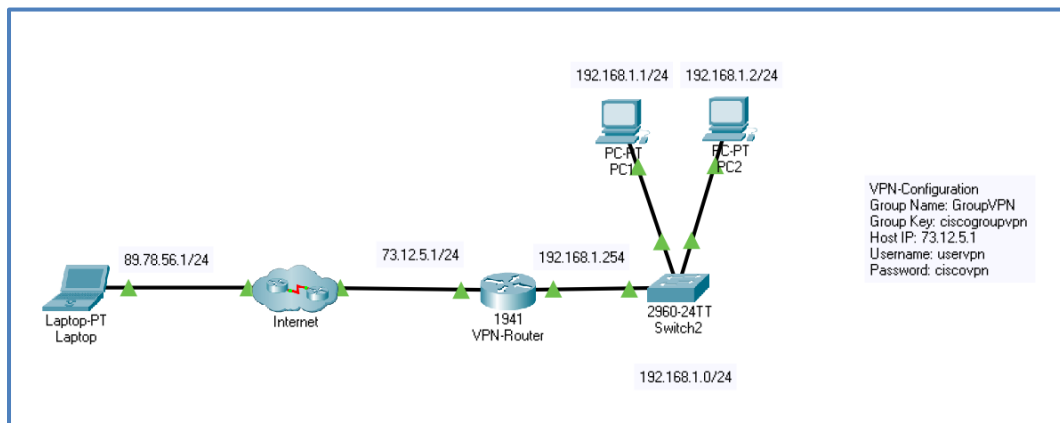 192.168.1.1/24
192.168.1.2/24
PC-PT
PC1
PC-PT
PC2
VPN-Configuration
Group Name: GroupVPN
Group Key: ciscogroupvpn
Host IP: 73.12.5.1
Username: uservpn
Password: ciscovpn
89.78.56.1/24
73.12.5.1/24
192.168.1.254
Laptop-PT
Laptop
Internet
1941
VPN-Router
2960-24TT
Switch2
192.168.1.0/24